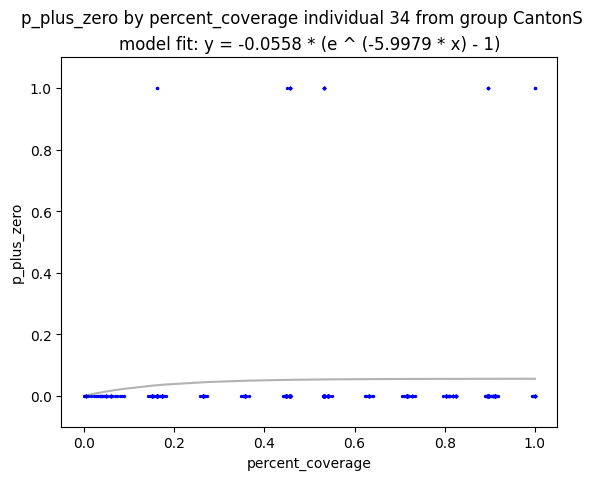 p_plus_zero by percent_coverage individual 34 from group CantonS
model fit: y = -0.0558 * (e ^ (-5.9979 * x) - 1)
1.0
0.8
0.6
0.4
0.2
0.0
p_plus_zero
0.0 0.2 0.4 0.6 0.8 1.0
percent_coverage